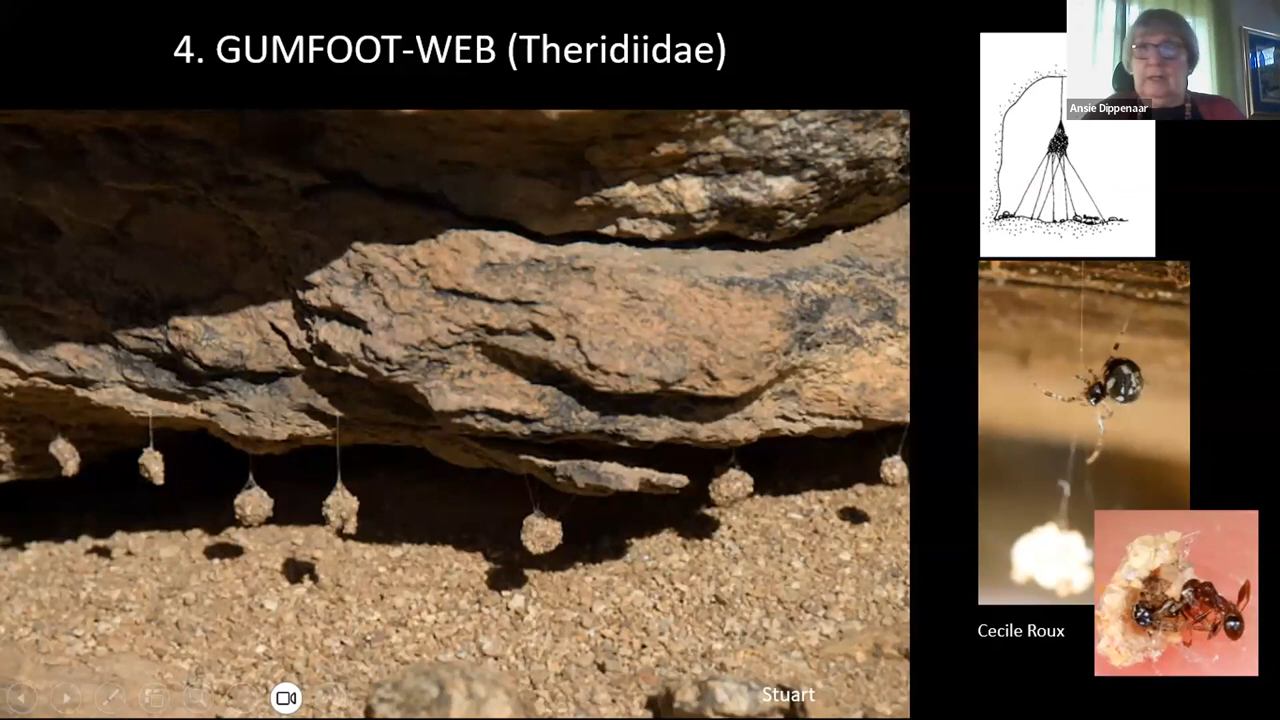 4. GUMFOOT-WEB (Theridiidae)
Ansie Dippenaar
Cecile Roux
Stuart